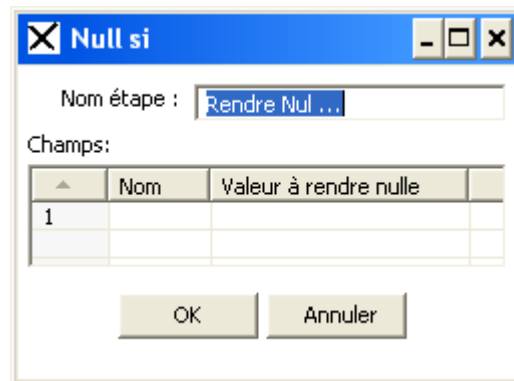 Null si
Nom étape : Rendre Nul ...
Champs:
Nom Valeur à rendre nulle
1
OK Annuler